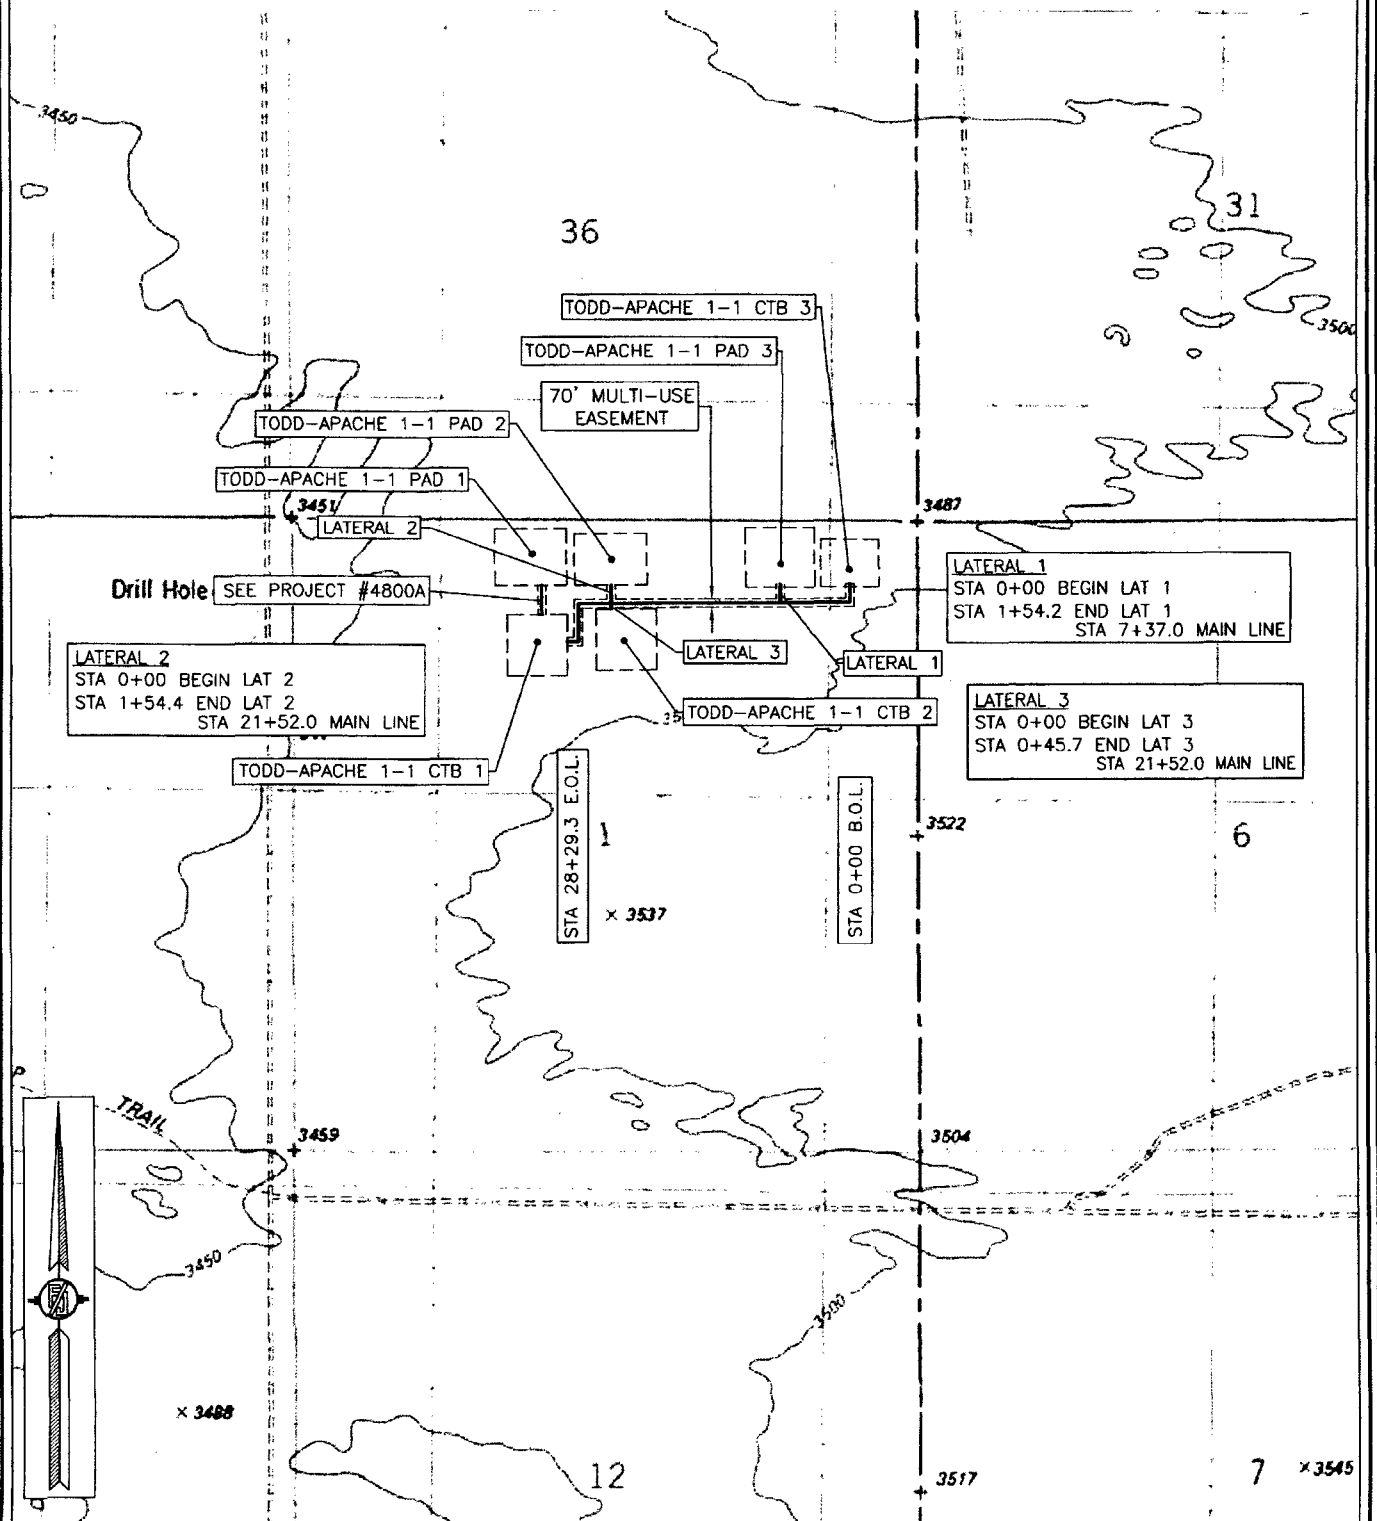 3450
36
31
TODD-APACHE 1-1 CTB 3
3500
TODD-APACHE 1-1 PAD 3
70' MULTI-USE
EASEMENT
TODD-APACHE 1-1 PAD 2
TODD-APACHE 1-1 PAD 1
3451
3487
LATERAL 2
LATERAL 1
STA 0+00 BEGIN LAT 1
STA 1+54.2 END LAT 1
STA 7+37.0 MAIN LINE
Drill Hole
SEE PROJECT #4800A
LATERAL 2
STA 0+00 BEGIN LAT 2
STA 1+54.4 END LAT 2
STA 21+52.0 MAIN LINE
LATERAL 3
LATERAL 1
LATERAL 3
STA 0+00 BEGIN LAT 3
STA 0+45.7 END LAT 3
STA 21+52.0 MAIN LINE
TODD-APACHE 1-1 CTB 2
TODD-APACHE 1-1 CTB 1
STA 28+29.3 E.O.L.
STA 0+00 B.O.L.
1
3522
6
3537
TRAIL
3459
3504
3450
3500
3488
12
3517
7
3545